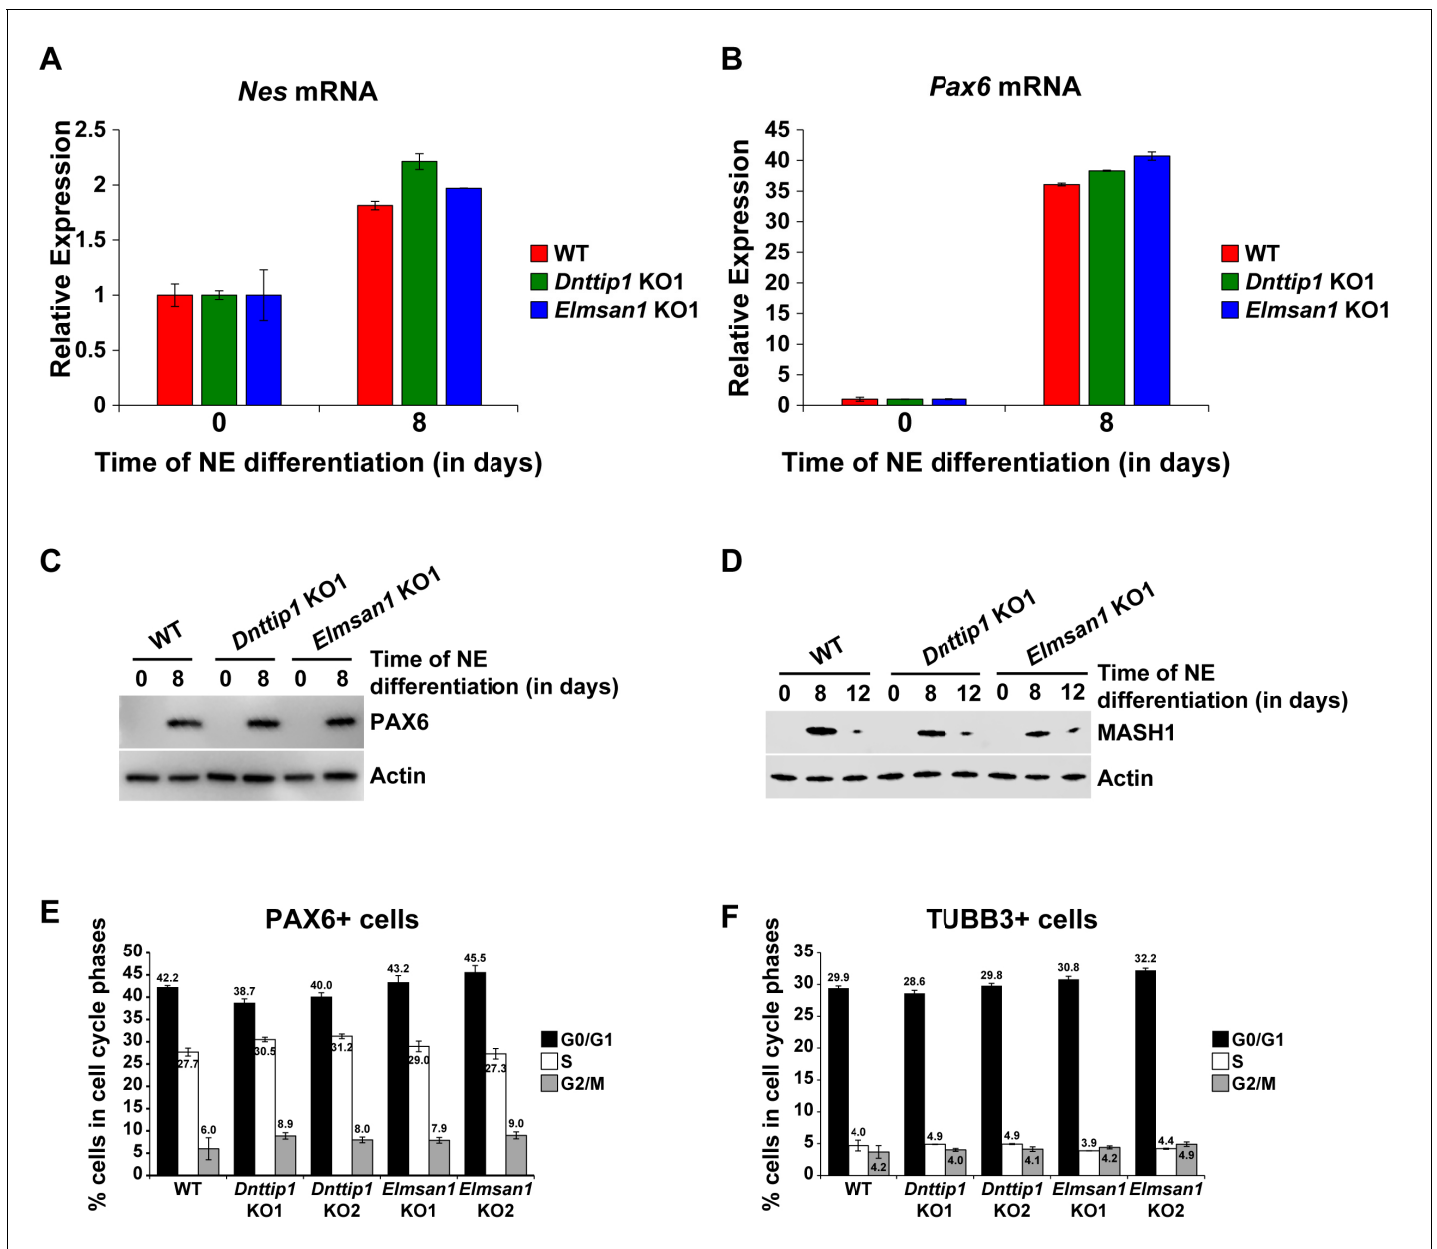 A
Nes mRNA
Relative Expression
2.5
2
1.5
1
0.5
0
0 8
Time of NE differentiation (in days)
WT
Dnttip1 KO1
Elmsan1 KO1
B
Pax6 mRNA
Relative Expression
45
40
35
30
25
20
15
10
5
0
0 8
Time of NE differentiation (in days)
WT
Dnttip1 KO1
Elmsan1 KO1
C
WT Dnttip1 KO1 Elmsan1 KO1
0 8 0 8 0 8
Time of NE
differentiation (in days)
PAX6
Actin
D
WT Dnttip1 KO1 Elmsan1 KO1
0 8 12 0 8 12 0 8 12
Time of NE
differentiation (in days)
MASH1
Actin
E
PAX6+ cells
% cells in cell cycle phases
50
45
40
35
30
25
20
15
10
5
0
42.2 27.7 6.0
38.7 30.5 8.9
40.0 31.2 8.0
43.2 29.0 7.9
45.5 27.3 9.0
WT Dnttip1 Dnttip1 Elmsan1 Elmsan1
KO1 KO2 KO1 KO2
G0/G1
S
G2/M
F
TUBB3+ cells
% cells in cell cycle phases
35
30
25
20
15
10
5
0
29.9 4.0 4.2
28.6 4.9 4.0
29.8 4.9 4.1
30.8 3.9 4.2
32.2 4.4 4.9
WT Dnttip1 Dnttip1 Elmsan1 Elmsan1
KO1 KO2 KO1 KO2
G0/G1
S
G2/M